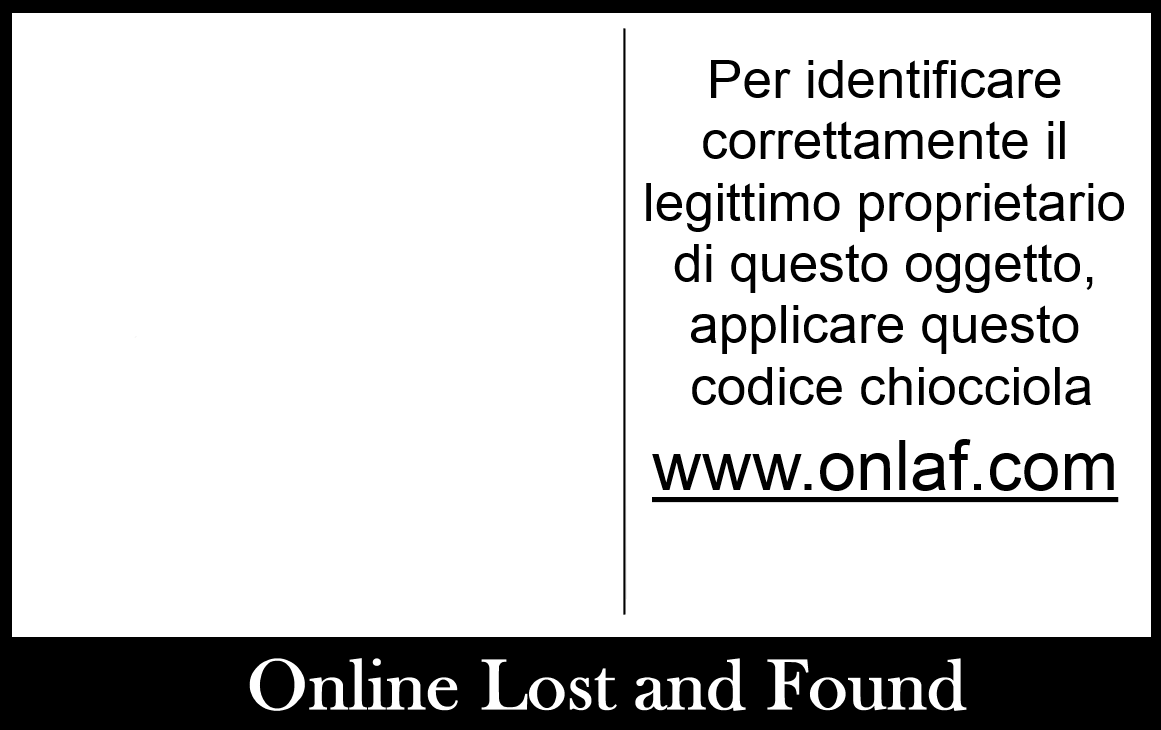 Per identificare
correttamente il
legittimo proprietario
di questo oggetto,
applicare questo
codice chiocciola
www.onlaf.com
Online Lost and Found